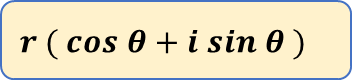 r ( cos θ + i sin θ )